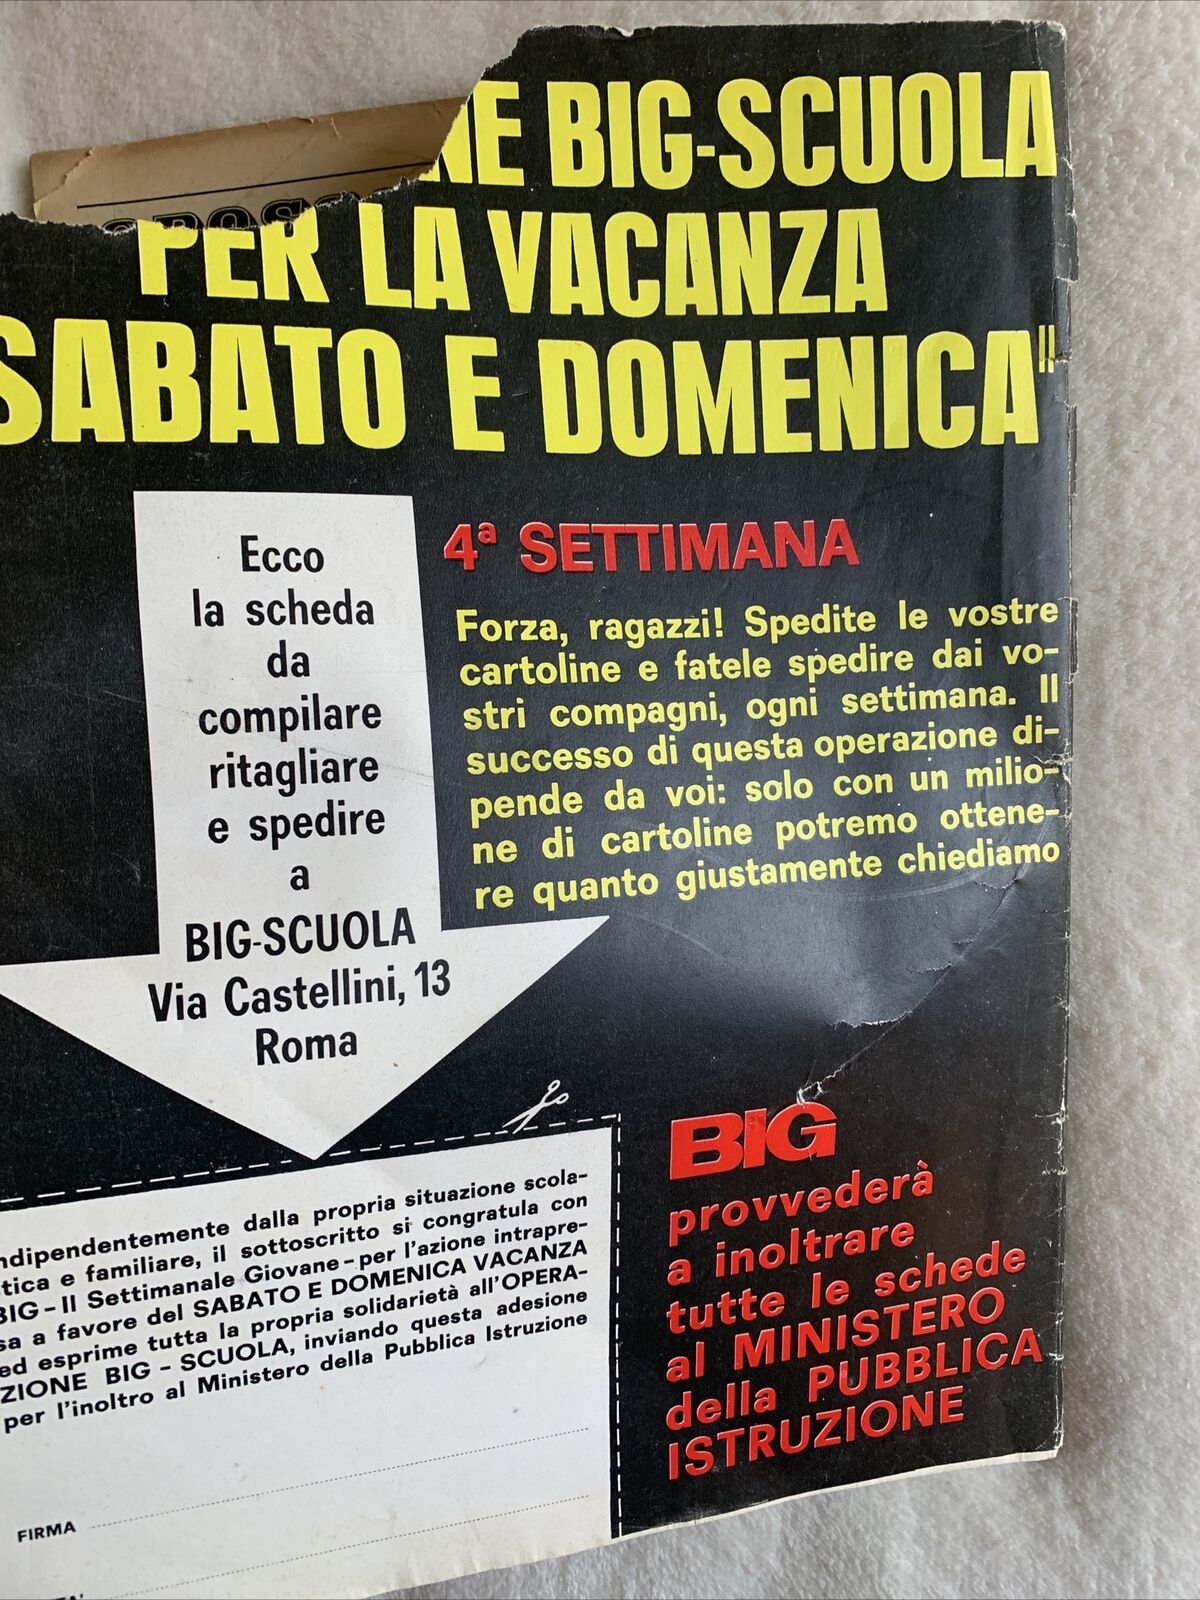 NE BIG-SCUOLA
PER LA VACANZA
SABATO E DOMENICA"
Ecco
la scheda
da
compilare
ritagliare
e spedire
a
BIG-SCUOLA
Via Castellini, 13
Roma
4ª SETTIMANA
Forza, ragazzi! Spedite le vostre
cartoline e fatele spedire dai vo-
stri compagni, ogni settimana. Il
successo di questa operazione di-
pende da voi: solo con un milio-
ne di cartoline potremo ottene-
re quanto giustamente chiediamo
ndipendentemente dalla propria situazione scola-
tica e familiare, il sottoscritto si congratula con
BIG - Il Settimanale Giovane - per l'azione intrapre-
sa a favore del SABATO E DOMENICA VACANZA
ed esprime tutta la propria solidarietà all'OPERA-
ZIONE BIG - SCUOLA, inviando questa adesione
per l'inoltro al Ministero della Pubblica Istruzione
FIRMA
BIG
provvederà
a inoltrare
tutte le schede
al MINISTERO
della PUBBLICA
ISTRUZIONE